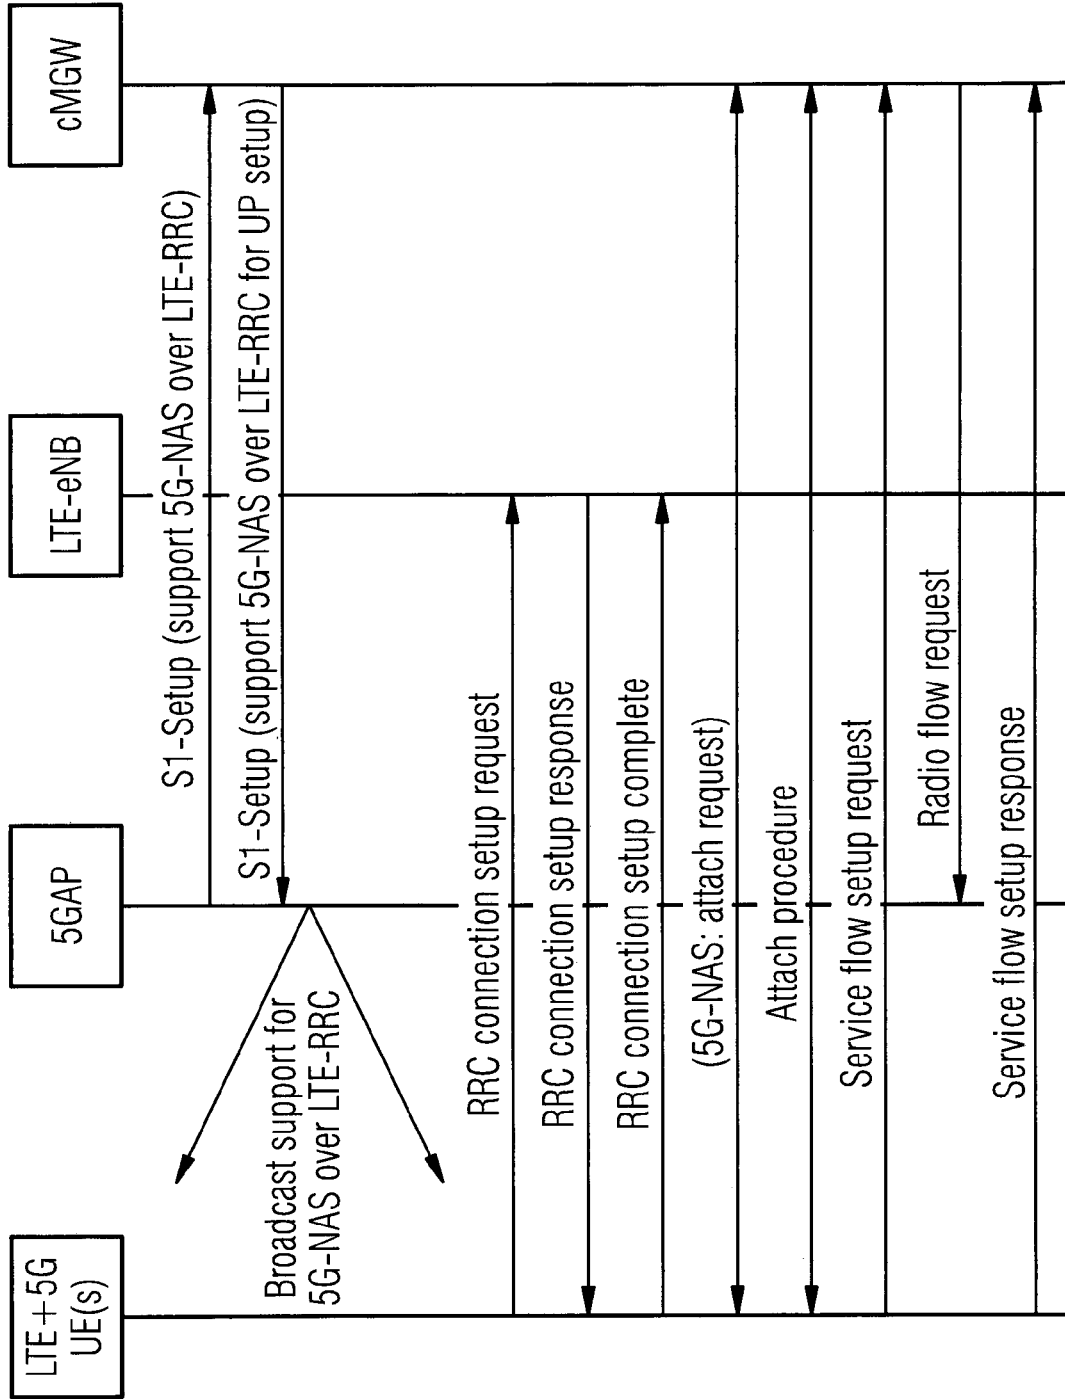 LTE+5G
UE(s)
5GAP
LTE-eNB
cMGW
S1-Setup (support 5G-NAS over LTE-RRC)
S1-Setup (support 5G-NAS over LTE-RRC for UP setup)
Broadcast support for
5G-NAS over LTE-RRC
RRC connection setup request
RRC connection setup response
RRC connection setup complete
(5G-NAS: attach request)
Attach procedure
Service flow setup request
Radio flow request
Service flow setup response